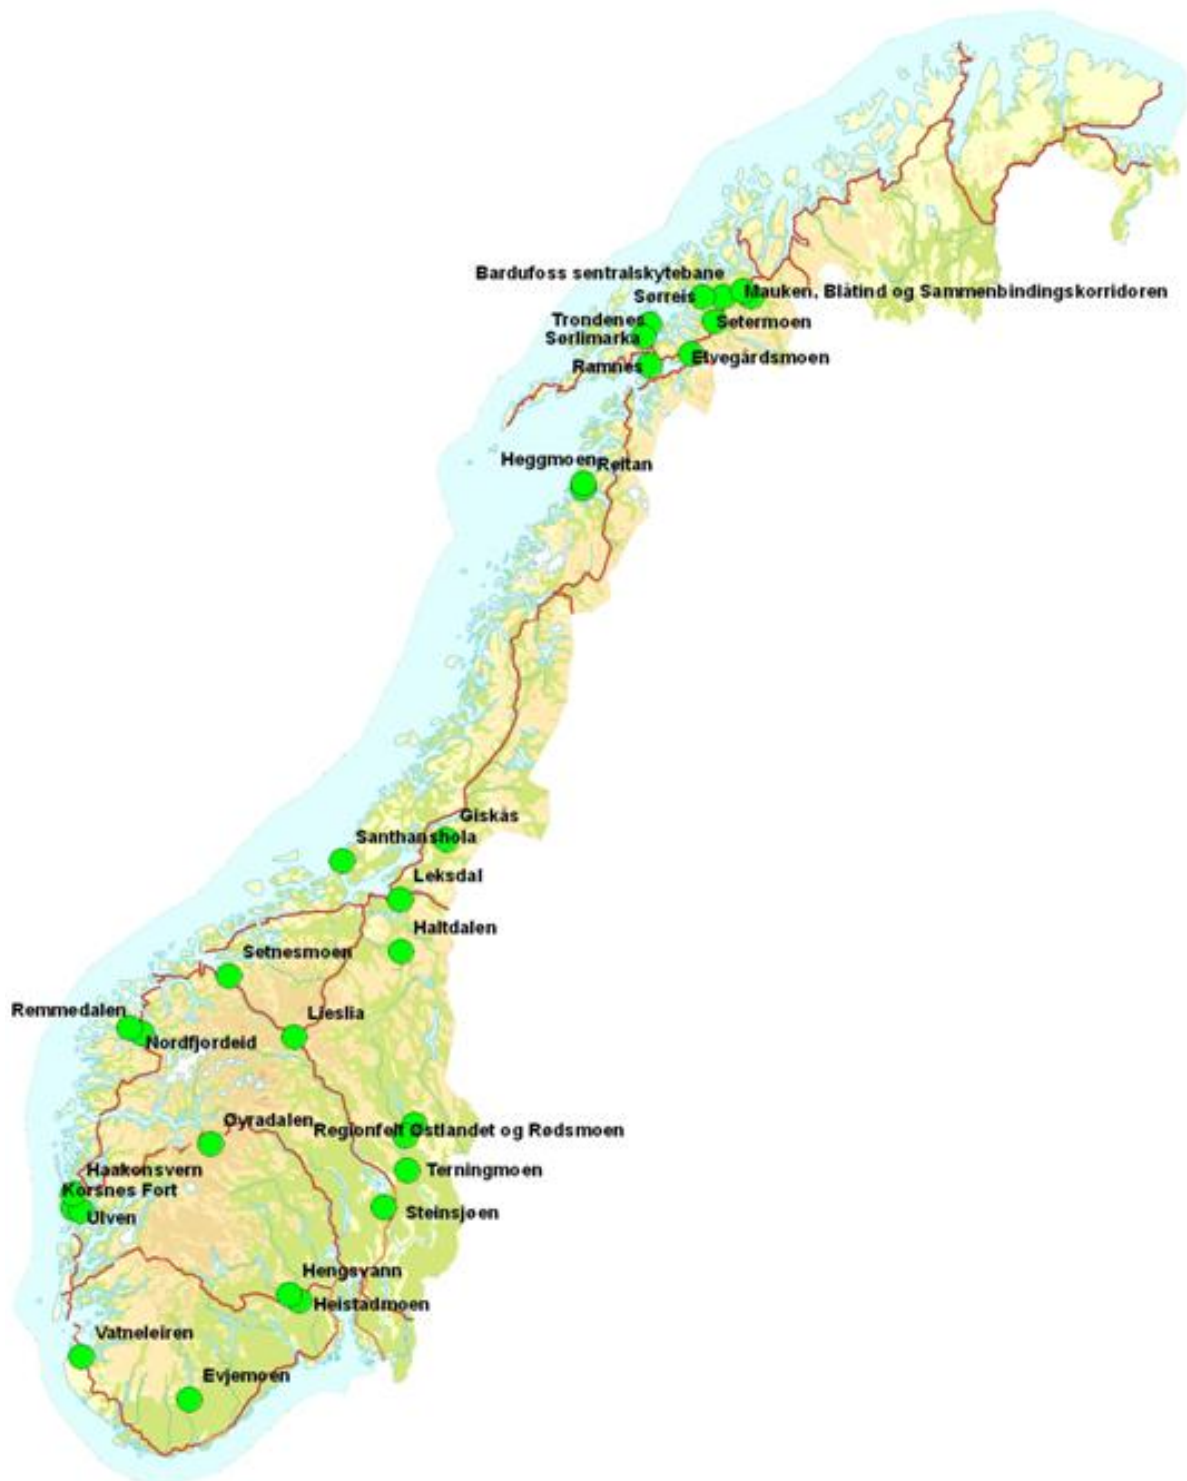 Bardufoss sentralskytebane
Sørreis
Mauken, Blåtind og Sammenbindingskorridoren
Trondenes
Setermoen
Sørlimarka
Elvegårdsmoen
Ramnes
Heggmoen
Reitan
Giskås
Santhanshola
Leksdal
Haltdalen
Setnesmoen
Remmedalen
Lieslia
Nordfjordeid
Øyradalen
Regionfelt Østlandet og Rødsmoen
Haakonsvern
Terningmoen
Korsnes Fort
Steinsjøen
Ulven
Hengsvann
Heistadmoen
Vatneleiren
Evjemoen